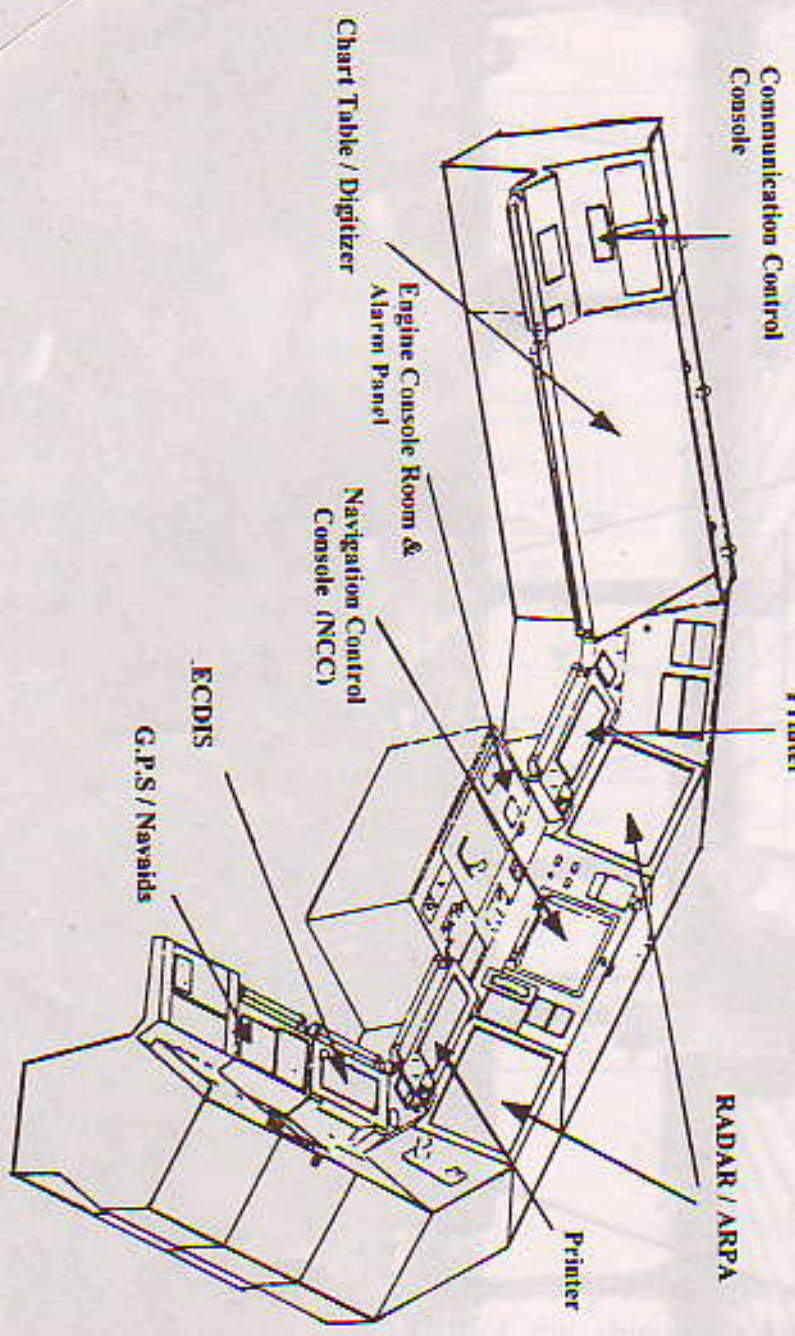 Communication Control
Console
Chart Table / Digitizer
Engine Console Room &
Alarm Panel
Navigation Control
Console (NCC)
.ECDIS
G.P.S / Navaids
Printer
RADAR / ARPA
Printer